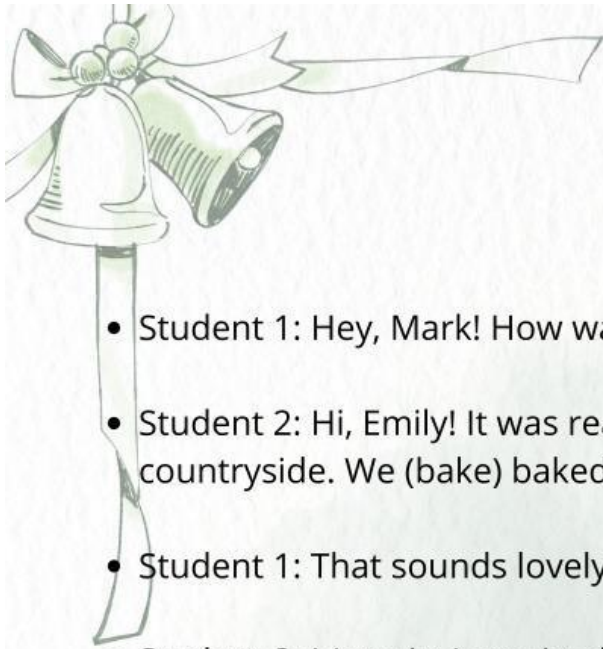 • Student 1: Hey, Mark! How wa
• Student 2: Hi, Emily! It was rea
countryside. We (bake) baked
• Student 1: That sounds lovely